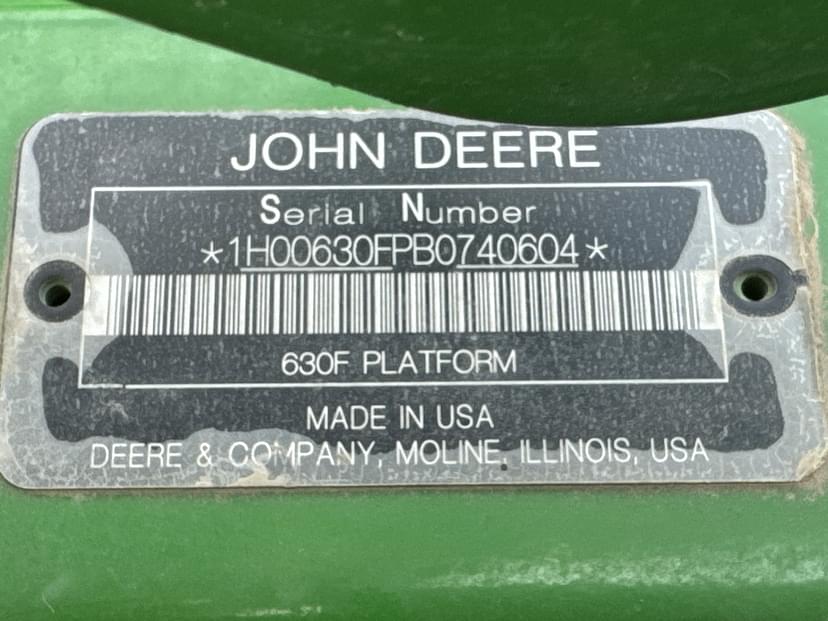 JOHN DEERE
Serial Number
*1H00630FPB0740604*
630F PLATFORM
MADE IN USA
DEERE & COMPANY, MOLINE, ILLINOIS, USA